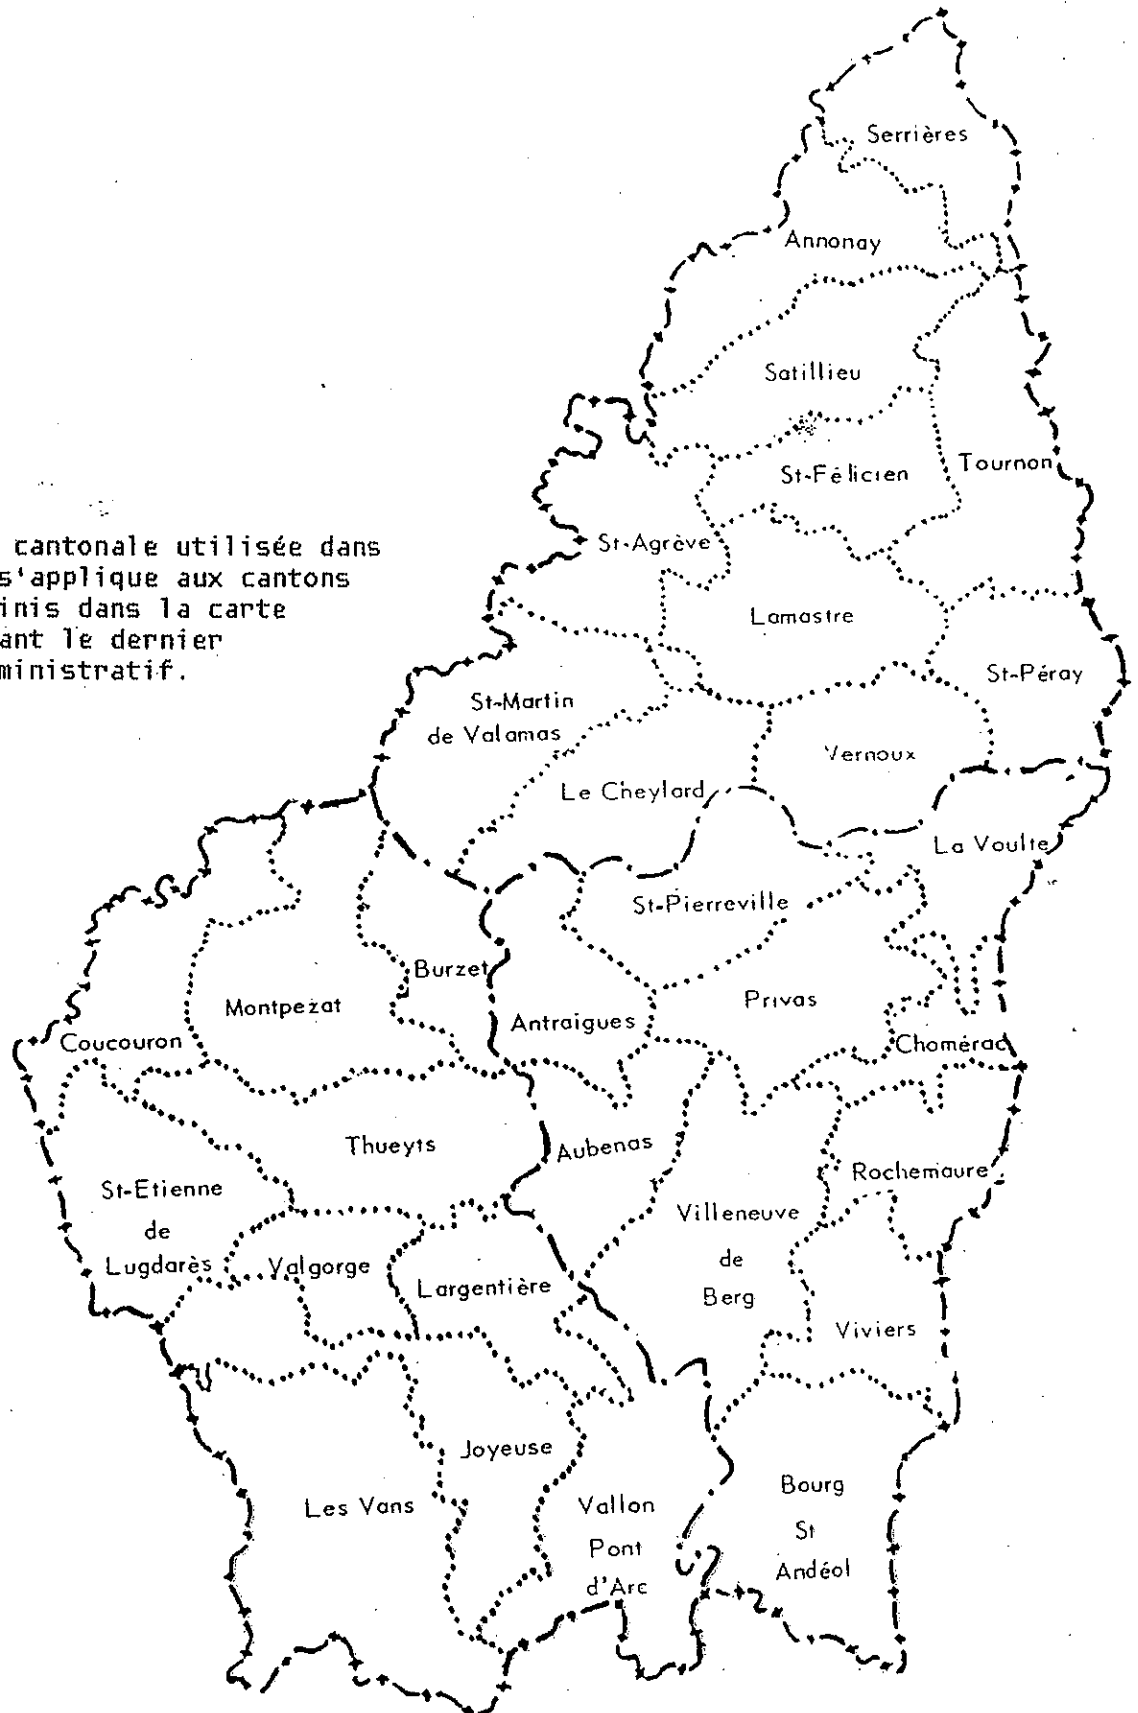 Serrières
Annonay
Satillieu
St-Félicien
Tournon
cantonale utilisée dans
s'applique aux cantons
inis dans la carte
ant le dernier
ministratif.
St-Agrève
Lamastre
St-Péray
St-Martin
de Valamas
Vernoux
Le Cheylard
La Voulte
St-Pierreville
Burzet
Privas
Montpezat
Antraigues
Coucouron
Chomérac
Thueyts
Aubenas
Rochemaure
St-Etienne
de
Lugdarès
Villeneuve
de
Berg
Valgorge
Largentière
Viviers
Joyeuse
Les Vans
Vallon
Pont
d'Arc
Bourg
St
Andéol